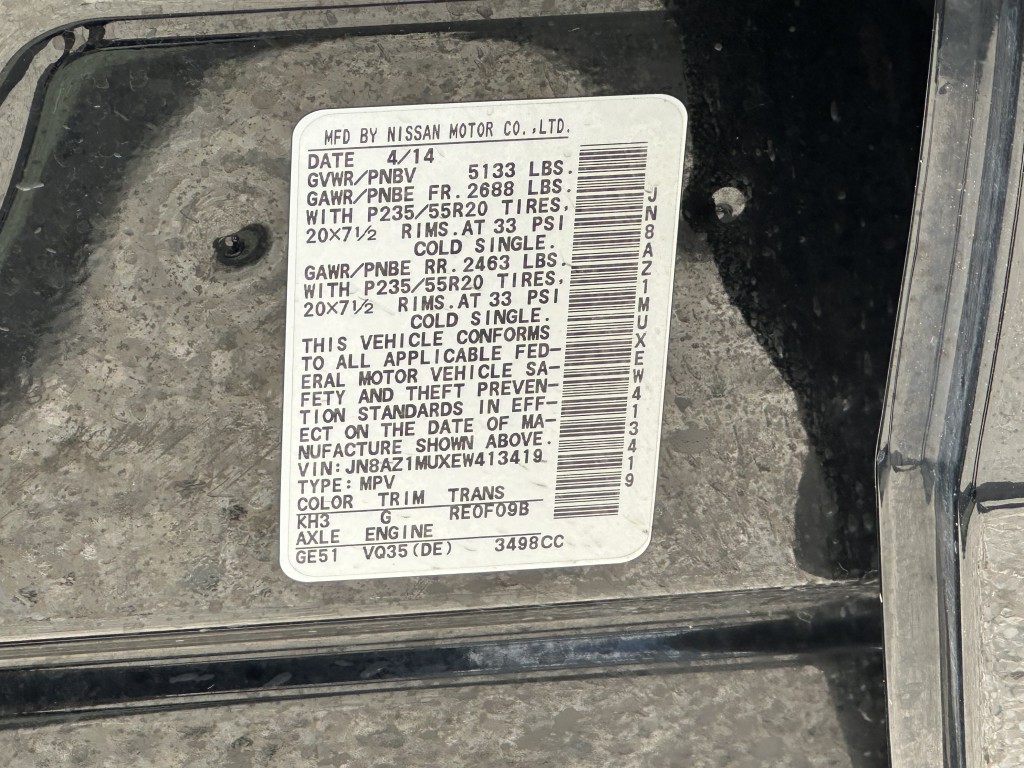 MFD BY NISSAN MOTOR CO.,LTD.
DATE 4/14
GVWR/PNBV 5133 LBS.
GAWR/PNBE FR.2688 LBS.
WITH P235/55R20 TIRES,
20×7½ RIMS.AT 33 PSI
COLD SINGLE.
GAWR/PNBE RR.2463 LBS.
WITH P235/55R20 TIRES,
20×7½ RIMS.AT 33 PSI
COLD SINGLE.
THIS VEHICLE CONFORMS
TO ALL APPLICABLE FED-
ERAL MOTOR VEHICLE SA-
FETY AND THEFT PREVEN-
TION STANDARDS IN EFF-
ECT ON THE DATE OF MA-
NUFACTURE SHOWN ABOVE.
VIN:JN8AZ1MUXEW413419
TYPE:MPV
COLOR TRIM TRANS
KH3 G RE0F09B
AXLE ENGINE
GE51 VQ35(DE) 3498CC
JN8AZ1MUXEW413419